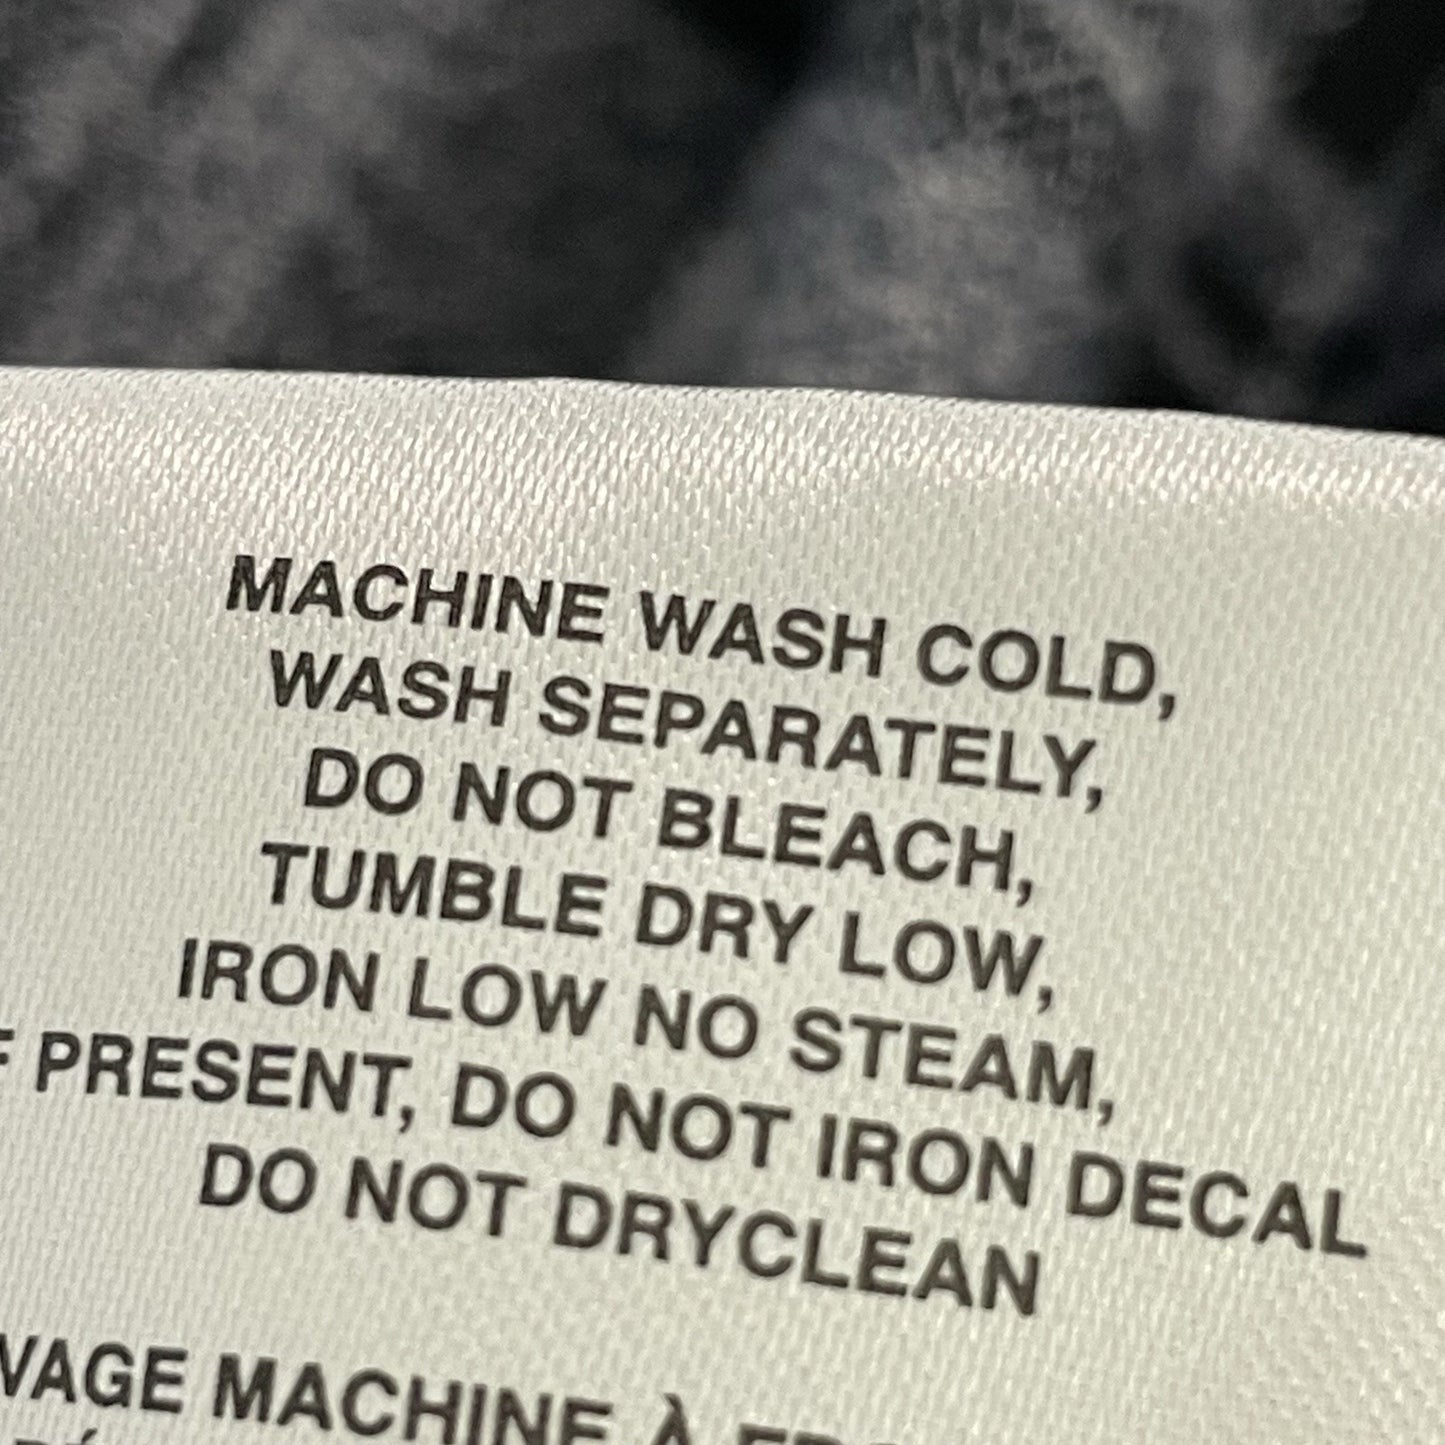 MACHINE WASH COLD,
WASH SEPARATELY,
DO NOT BLEACH,
TUMBLE DRY LOW,
IRON LOW NO STEAM,
PRESENT, DO NOT IRON DECAL
DO NOT DRYCLEAN
MACHINE À